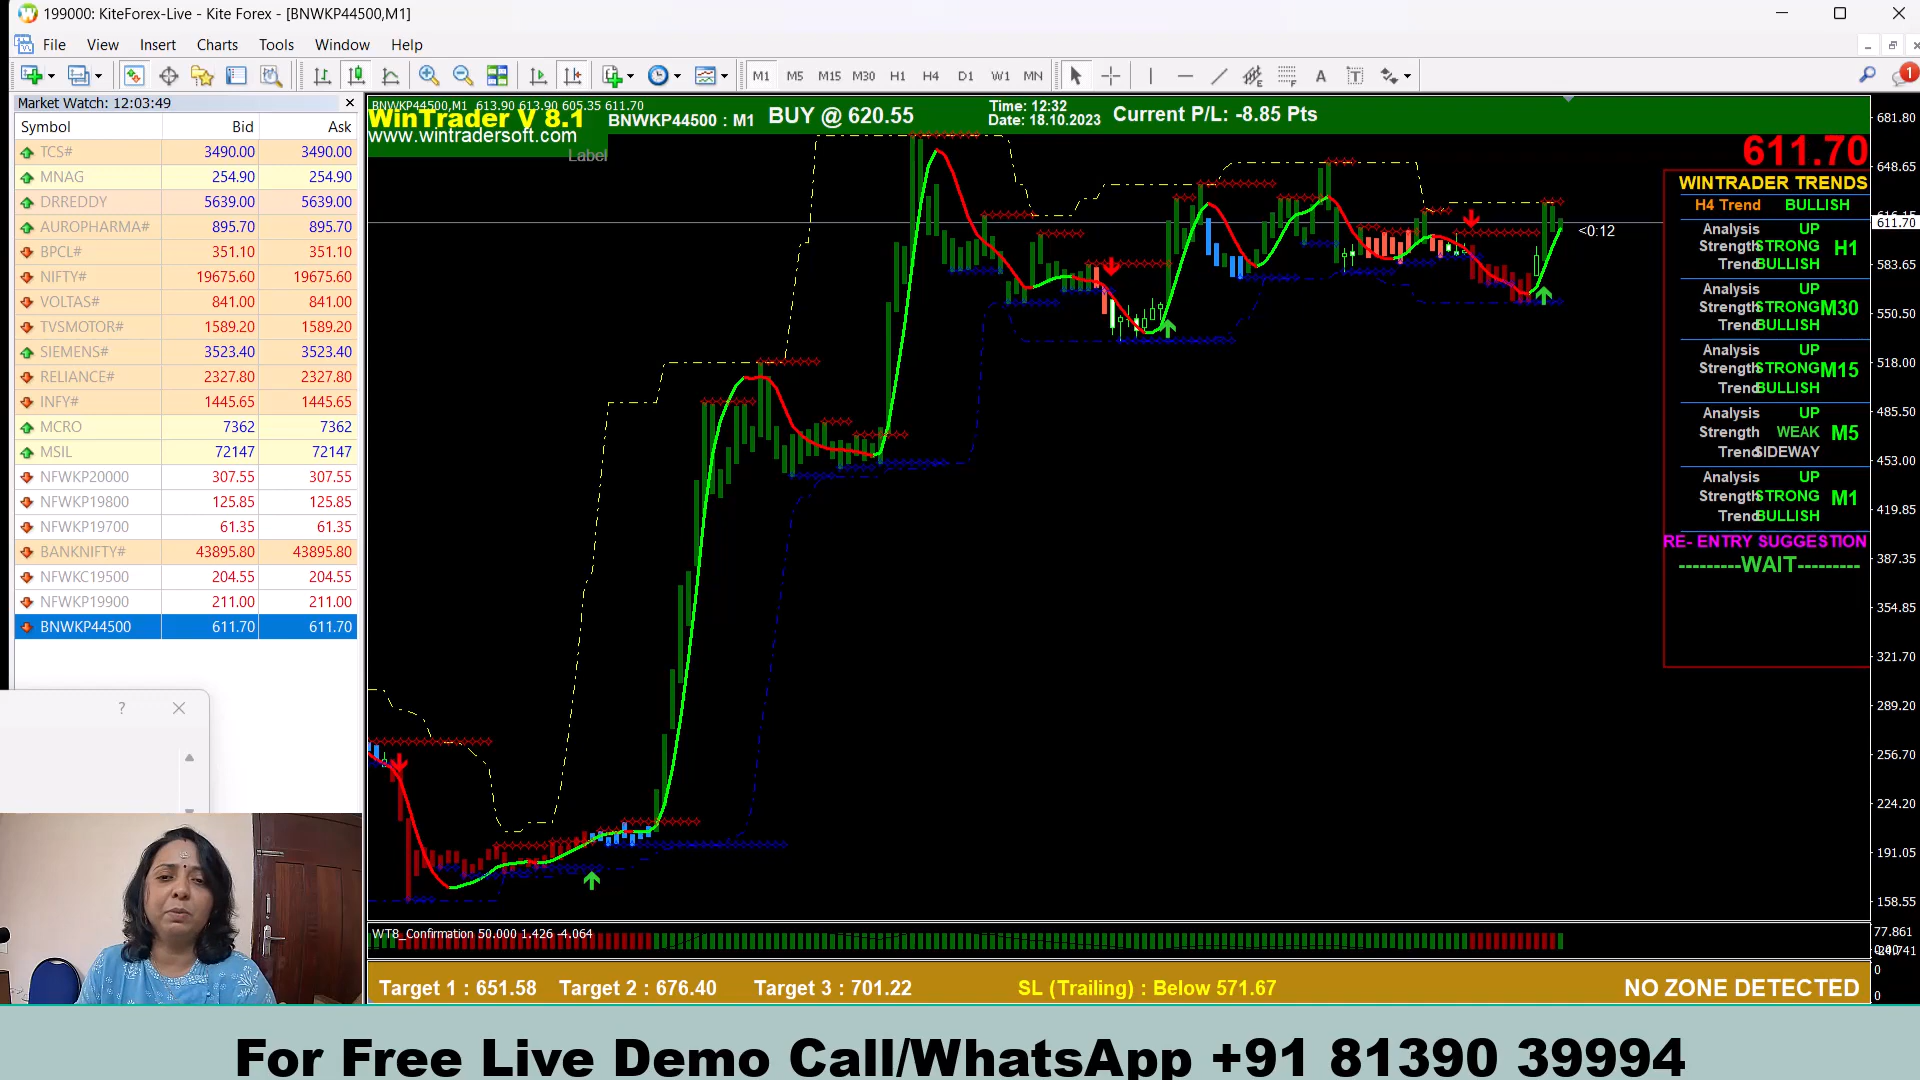 199000: KiteForex-Live - Kite Forex - [BNWKP44500,M1]
File View Insert Charts Tools Window Help
M1 M5 M15 M30 H1 H4 D1 W1 MN
1
Market Watch: 12:03:49
Symbol Bid Ask
TCS# 3490.00 3490.00
MNAG 254.90 254.90
DRREDDY 5639.00 5639.00
AUROPHARMA# 895.70 895.70
BPCL# 351.10 351.10
NIFTY# 19675.60 19675.60
VOLTAS# 841.00 841.00
TVSMOTOR# 1589.20 1589.20
SIEMENS# 3523.40 3523.40
RELIANCE# 2327.80 2327.80
INFY# 1445.65 1445.65
MCRO 7362 7362
MSIL 72147 72147
NFWKP20000 307.55 307.55
NFWKP19800 125.85 125.85
NFWKP19700 61.35 61.35
BANKNIFTY# 43895.80 43895.80
NFWKC19500 204.55 204.55
NFWKP19900 211.00 211.00
BNWKP44500 611.70 611.70
BNWKP44500,M1 613.90 613.90 605.35 611.70
WinTrader V 8.1
www.wintradersoft.com
Label
BNWKP44500 : M1 BUY @ 620.55
Time: 12:32
Date: 18.10.2023
Current P/L: -8.85 Pts
611.70
<0:12
WINTRADER TRENDS
H4 Trend BULLISH
Analysis UP
Strength STRONG H1
Trend BULLISH
Analysis UP
Strength STRONG M30
Trend BULLISH
Analysis UP
Strength STRONG M15
Trend BULLISH
Analysis UP
Strength WEAK M5
Trend SIDEWAY
Analysis UP
Strength STRONG M1
Trend BULLISH
RE- ENTRY SUGGESTION
---------WAIT---------
681.80
648.65
611.70
583.65
550.50
518.00
485.50
453.00
419.85
387.35
354.85
321.70
289.20
256.70
224.20
191.05
158.55
WT8_Confirmation 50.000 1.426 -4.064
77.861
0
0
Target 1 : 651.58 Target 2 : 676.40 Target 3 : 701.22 SL (Trailing) : Below 571.67 NO ZONE DETECTED
For Free Live Demo Call/WhatsApp +91 81390 39994